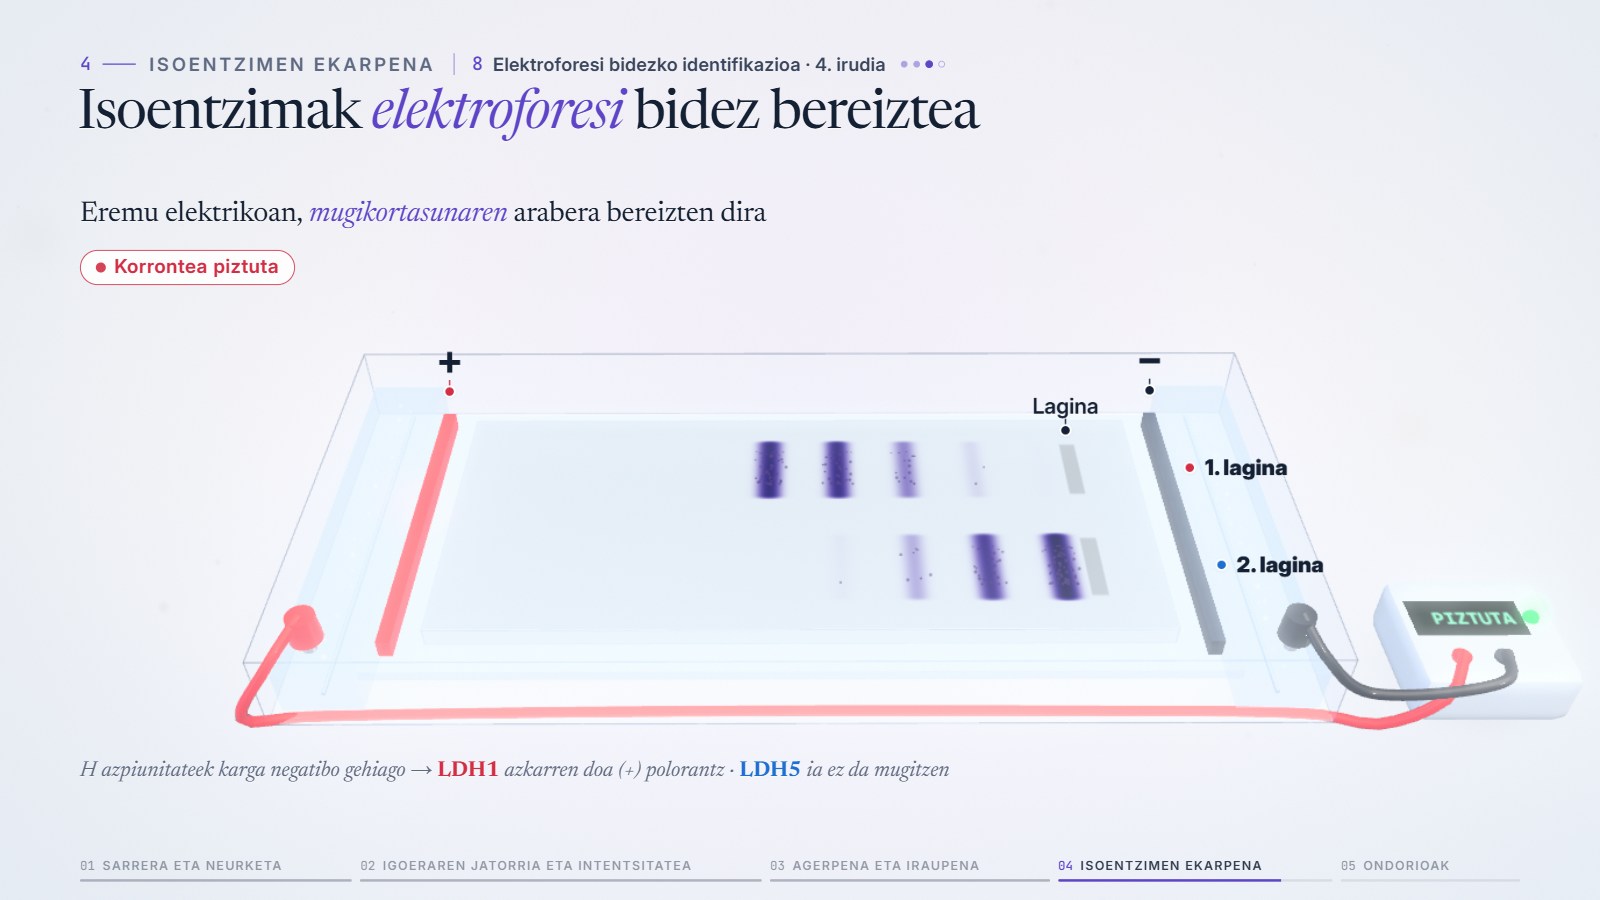 4 — ISOENTZIMEN EKARPENA | 8 Elektroforesi bidezko identifikazioa · 4. irudia
Isoentzimak elektroforesi bidez bereiztea
Eremu elektrikoan, mugikortasunaren arabera bereizten dira
Korrontea piztuta
+
−
Lagina
1. lagina
2. lagina
PIZTUTA
H azpiunitateek karga negatibo gehiago → LDH1 azkarren doa (+) polorantz · LDH5 ia ez da mugitzen
01 SARRERA ETA NEURKETA
02 IGOERAREN JATORRIA ETA INTENTSITATEA
03 AGERPENA ETA IRAUPENA
04 ISOENTZIMEN EKARPENA
05 ONDORIOAK